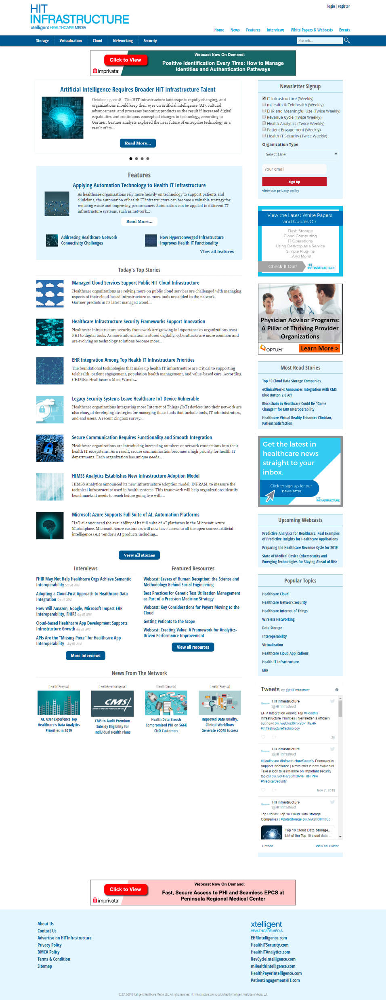 HIT
INFRASTRUCTURE
xtelligent HEALTHCARE MEDIA
login | register
Home News Features Interviews White Papers & Webcasts Events
Storage Virtualization Cloud Networking Security
Search...
Click to View
imprivata
Webcast Now On Demand:
Positive Identification Every Time: How to Manage
Identities and Authentication Pathways
Artificial Intelligence Requires Broader HIT Infrastructure Talent
October 17, 2018 - The HIT infrastructure landscape is rapidly changing, and
organizations should keep their eyes on artificial intelligence (AI), cultural
advancement, and processes becoming products as the result if increased digital
capabilities and continuous conceptual changes in technology, according to
Gartner. Gartner analysts explored the near future of enterprise technology as a
result of its...
Read More...
Features
Applying Automation Technology to Health IT Infrastructure
As healthcare organizations rely more heavily on technology to support patients and
clinicians, the automation of health IT infrastructure can become a valuable strategy for
reducing waste and improving performance. Automation can be applied to different IT
infrastructure systems, such as network...
Read More...
Addressing Healthcare Network
Connectivity Challenges
How Hyperconverged Infrastructure
Improves Health IT Functionality
View all features
Today's Top Stories
Managed Cloud Services Support Public HIT Cloud Infrastructure
Healthcare organizations are relying more on public cloud services are challenged with managing
aspects of their cloud-based infrastructure as more tools are added to the network.
Gartner predicts in its latest managed cloud...
Healthcare Infrastructure Security Frameworks Support Innovation
Healthcare infrastructure security framework are growing in importance as organizations trust
PHI to digital tools. As more information is stored digitally, cyberattacks are more common and
are evolving as technology solutions become more...
EHR Integration Among Top Health IT Infrastructure Priorities
The foundational technologies that make up health IT infrastructure are critical to supporting
telehealth, patient engagement, population health management, and value-based care. According
CHIME's Healthcare's Most Wired:...
Legacy Security Systems Leave Healthcare IoT Device Vulnerable
Healthcare organizations integrating more Internet of Things (IoT) devices into their network are
also charged developing strategies for managing those tools that include tools, IT administrators,
and end users. A recent Zingbox survey...
Secure Communication Requires Functionality and Smooth Integration
Healthcare organizations are introducing increasing numbers of network connections into their
health IT ecosystems. As a result, secure communication becomes a high priority for health IT
departments. Each organization has unique needs...
HIMSS Analytics Establishes New Infrastructure Adoption Model
HIMSS Analytics announced its new infrastructure adoption model, INFRAM, to measure the
technical infrastructure used in health systems. This framework will help organizations identify
benchmarks it needs to reach before going live with...
Microsoft Azure Supports Full Suite of AI, Automation Platforms
H2O.ai announced the availability of its full suite of AI platforms in the Microsoft Azure
Marketplace. Microsoft Azure customers will now have access to all the open source artificial
intelligence (AI) vendor's AI products including...
View all stories
Interviews
FHIR May Not Help Healthcare Orgs Achieve Semantic
Interoperability Sep 24, 2018
Adopting a Cloud-First Approach to Healthcare Data
Integration Sep 19, 2018
How Will Amazon, Google, Microsoft Impact EHR
Interoperability, FHIR? Aug 29, 2018
Cloud-based Healthcare App Development Supports
Infrastructure Growth Aug 28, 2018
APIs Are the “Missing Piece” for Healthcare App
Interoperability Aug 08, 2018
More Interviews
Featured Resources
Webcast: Levers of Human Deception: the Science and
Methodology Behind Social Engineering
Best Practices for Genetic Test Utilization Management
as Part of a Precision Medicine Strategy
Webcast: Key Considerations for Payers Moving to the
Cloud
Getting Patients to the Scope
Webcast: Creating Value: A Framework for Analytics-
Driven Performance Improvement
View all resources
News From The Network
[HealthITAnalytics]
AI, User Experience Top
Healthcare's Data Analytics
Priorities in 2019
[HealthPayerIntelligence]
CMS
CENTERS for MEDICARE & MEDICAID SERVICES
CMS to Audit Premium
Subsidy Eligibility for
Individual Health Plans
[HealthITSecurity]
Health Data Breach
Compromised PHI on 566K
CNO Customers
[HealthITAnalytics]
Improved Data Quality,
Clinical Workflows
Generate eCQM Success
Newsletter Signup
IT Infrastructure (Weekly)
mHealth & Telehealth (Weekly)
EHR and Meaningful Use (Twice Weekly)
Revenue Cycle (Twice Weekly)
Health Analytics (Twice Weekly)
Patient Engagement (Weekly)
Health IT Security (Twice Weekly)
Organization Type
Select One
Your email
sign up
view our privacy policy
View the Latest White Papers
and Guides On
Flash Storage
Cloud Computing
IT Operations
Using Desktop as a Service
Simple Plug-Ins
...And More!
Check It Out!
HIT
INFRASTRUCTURE
Physician Advisor Programs:
A Pillar of Thriving Provider
Organizations
OPTUM
Learn More >
Most Read Stories
Top 10 Cloud Data Storage Companies
eClinicalWorks Announces Integration with CMS
Blue Button 2.0 API
Blockchain in Healthcare Could Be “Game
Changer” for EHR Interoperability
Healthcare Virtual Reality Enhances Clinician,
Patient Satisfaction
Get the latest in
healthcare news
straight to your
inbox.
Click to sign up for our
newsletter
HIT
INFRASTRUCTURE
Upcoming Webcasts
Predictive Analytics for Healthcare: Real Examples
of Predictive Insights for Healthcare Applications
Preparing the Healthcare Revenue Cycle for 2019
State of Medical Device Cybersecurity and
Emerging Technologies for Staying Ahead of Risk
Popular Topics
Healthcare Cloud
Healthcare Network Security
Healthcare Internet of Things
Wireless Networking
Data Storage
Interoperability
Virtualization
Healthcare Cloud Applications
Health IT Infrastructure
EHR
Tweets by @HITinfrastruct
HITInfrastructure
@HITinfrastruct
EHR Integration Among Top #HealthIT
Infrastructure Priorities | Newsletter is officially
out now! ow.ly/gCku30mxScP #EHR
#InfrastructureTechnology
2h
HITInfrastructure
@HITinfrastruct
#Healthcare #InfrastructureSecurity Frameworks
Support Innovation | Newsletter is now available!
Take a look to learn more on important security
topics! ow.ly/X4H230mx0WH #HIPPA
#MedicalSecurity
Nov 7, 2018
HITInfrastructure
@HITinfrastruct
Top Stories: Top 10 Cloud Data Storage
Companies | #DataStorage ow.ly/A2Iy30mtKjc
Top 10 Cloud Data Storage...
List of the Top 10 cloud data ...
Embed View on Twitter
Click to View
imprivata
Webcast Now On Demand:
Fast, Secure Access to PHI and Seamless EPCS at
Peninsula Regional Medical Center
About Us
Contact Us
Advertise on HITInfrastructure
Privacy Policy
DMCA Policy
Terms & Condition
Sitemap
xtelligent
HEALTHCARE MEDIA
EHRIntelligence.com
HealthITSecurity.com
HealthITAnalytics.com
RevCycleIntelligence.com
mHealthIntelligence.com
HealthPayerIntelligence.com
PatientEngagementHIT.com
©2012-2018 Xtelligent Healthcare Media, LLC. All rights reserved. HITInfrastructure.com is published by Xtelligent Healthcare Media, LLC